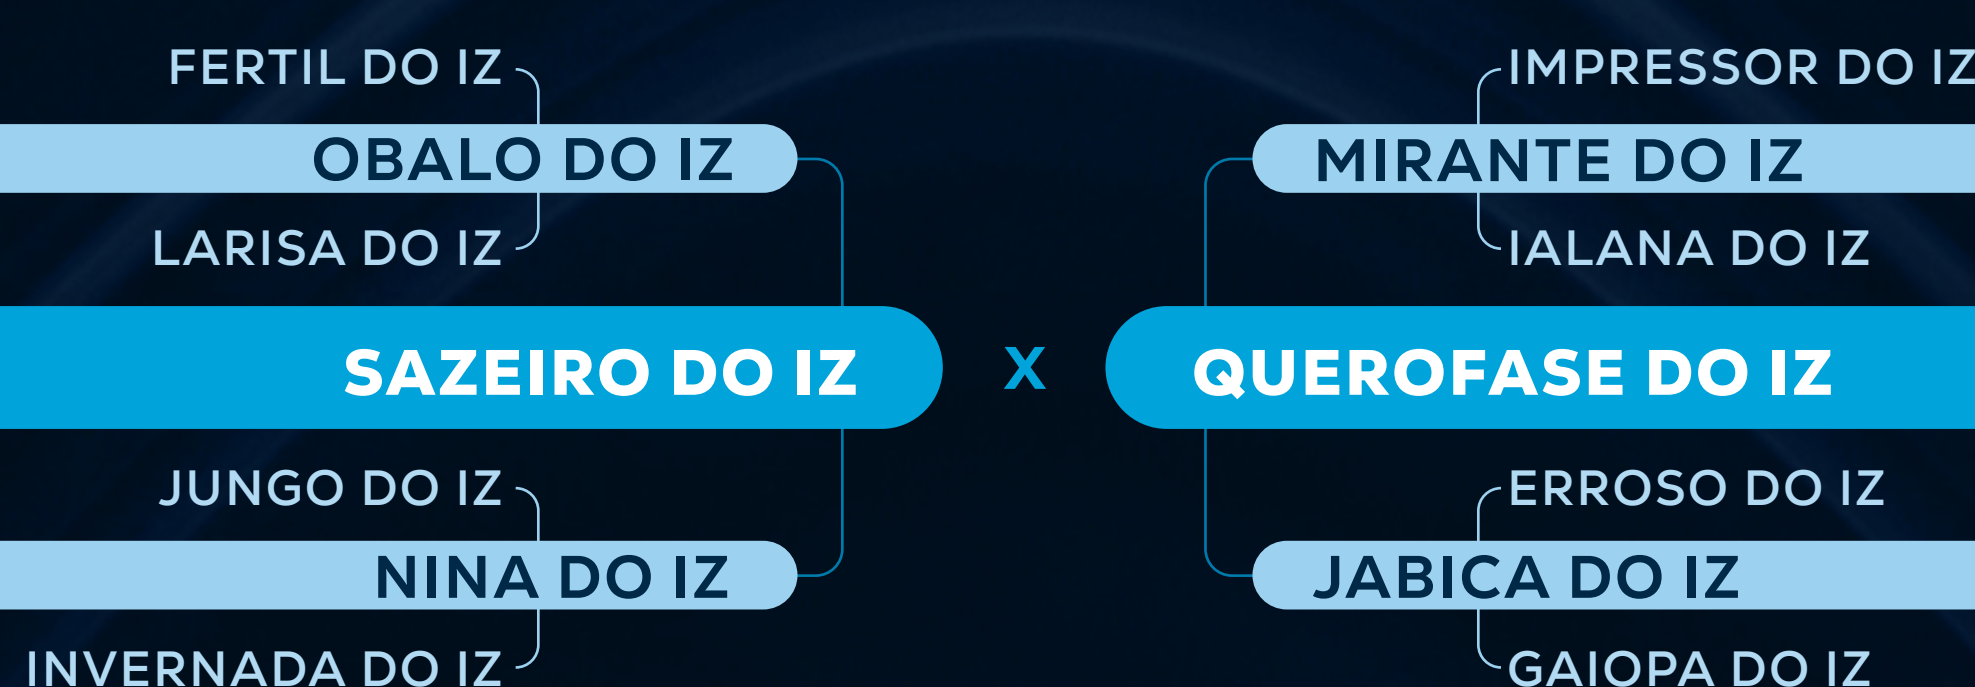 FERTIL DO IZ
IMPRESSOR DO IZ
OBALO DO IZ
MIRANTE DO IZ
LARISA DO IZ
IALANA DO IZ
SAZEIRO DO IZ X QUEROFASE DO IZ
JUNGO DO IZ
ERROSO DO IZ
NINA DO IZ
JABICA DO IZ
INVERNADA DO IZ
GAIOPA DO IZ